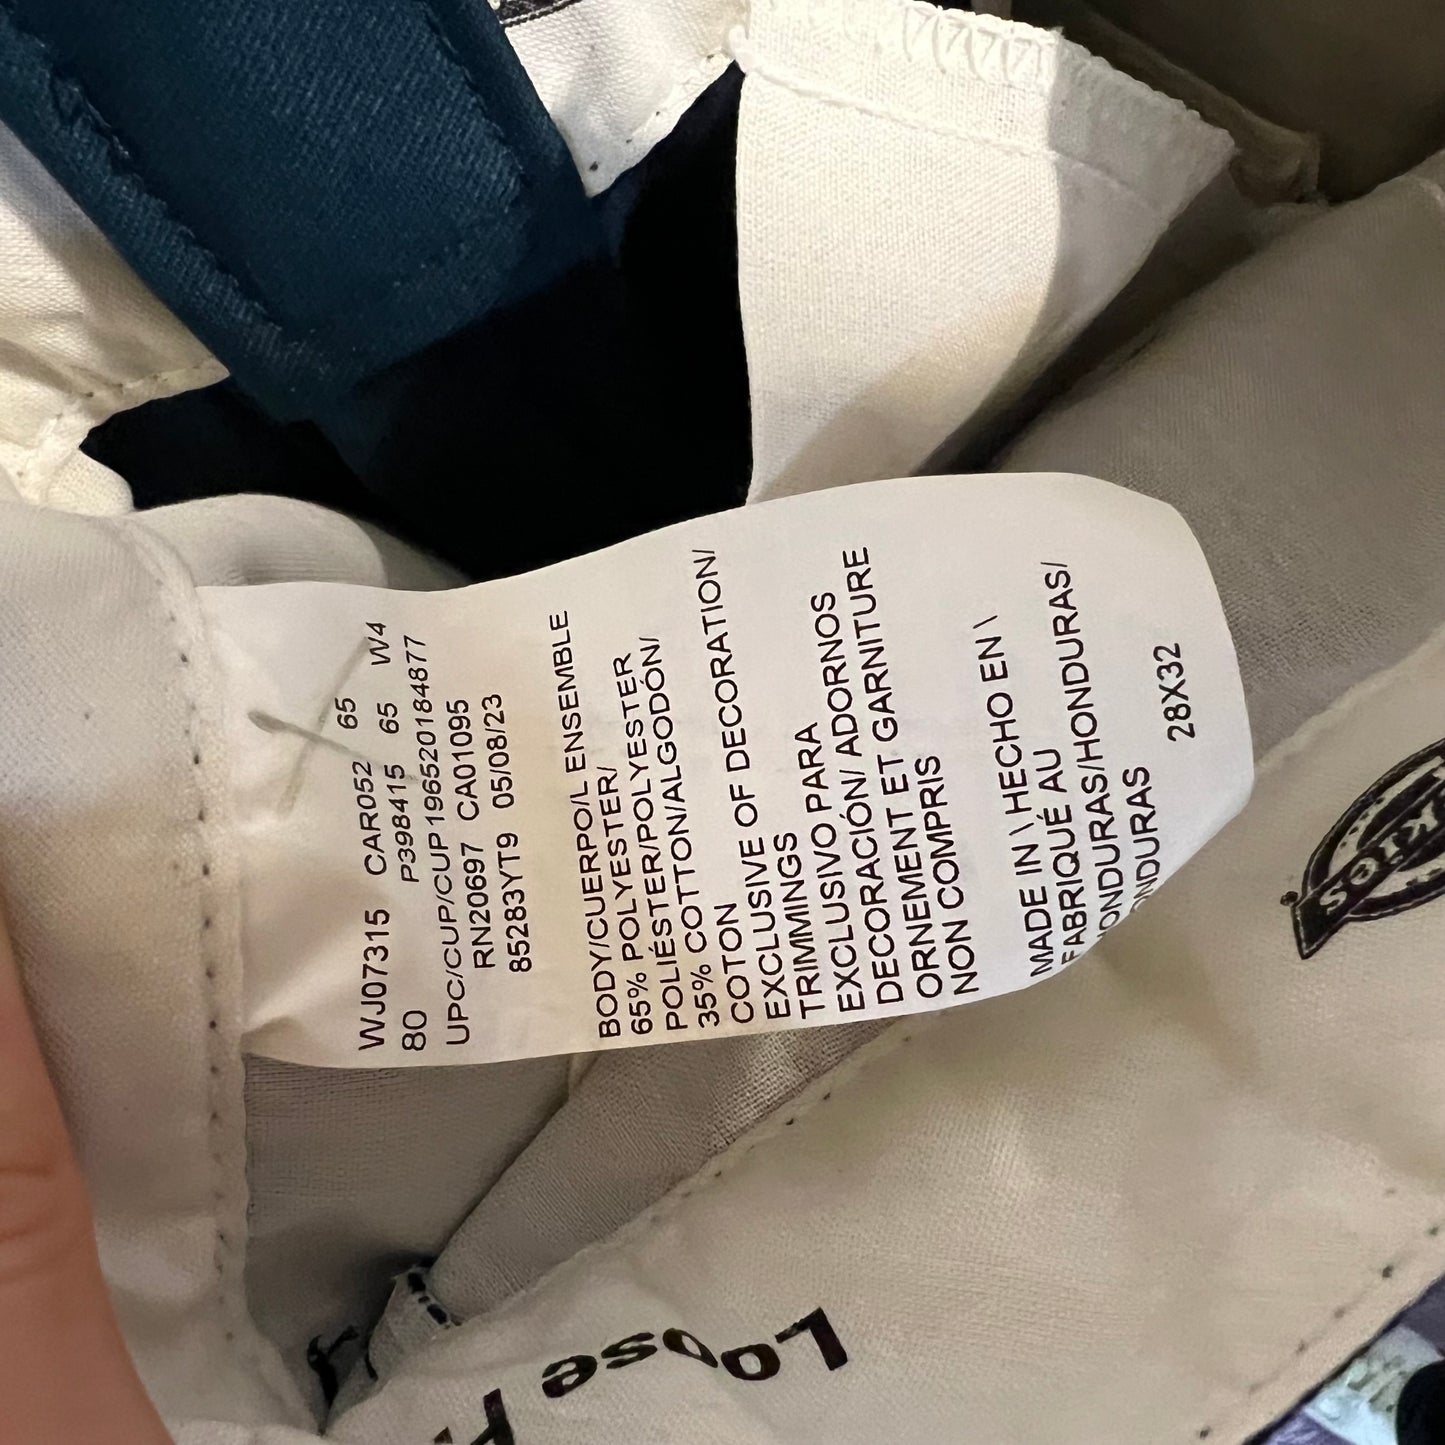 WJ07315 CAR052 65
80 P398415 65 W4
UPC/CUP/CUP196520184877
RN20697 CA01095
85283YT9 05/08/23
BODY/CUERPO/L ENSEMBLE
65% POLYESTER/
POLIÉSTER/POLYESTER
35% COTTON/ALGODÓN/
COTON
EXCLUSIVE OF DECORATION/
TRIMMINGS
EXCLUSIVO PARA
DECORACIÓN/ ADORNOS
ORNEMENT ET GARNITURE
NON COMPRIS
MADE IN \ HECHO EN \
FABRIQUÉ AU
HONDURAS/HONDURAS/
HONDURAS
28X32
Loose